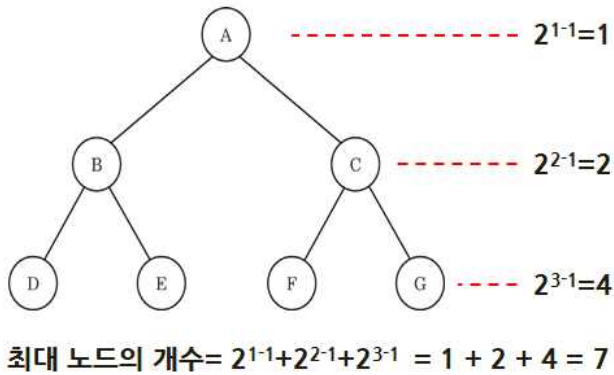 A 2¹⁻¹=1
B C 2²⁻¹=2
D E F G 2³⁻¹=4
최대 노드의 개수= 2¹⁻¹+2²⁻¹+2³⁻¹ = 1 + 2 + 4 = 7